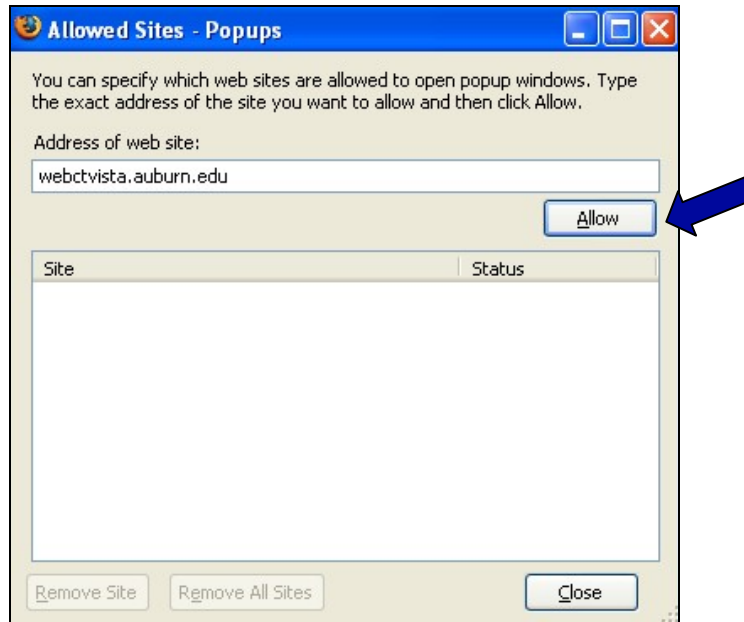 Allowed Sites - Popups
You can specify which web sites are allowed to open popup windows. Type
the exact address of the site you want to allow and then click Allow.
Address of web site:
webctvista.auburn.edu
Allow
Site Status
Remove Site Remove All Sites Close